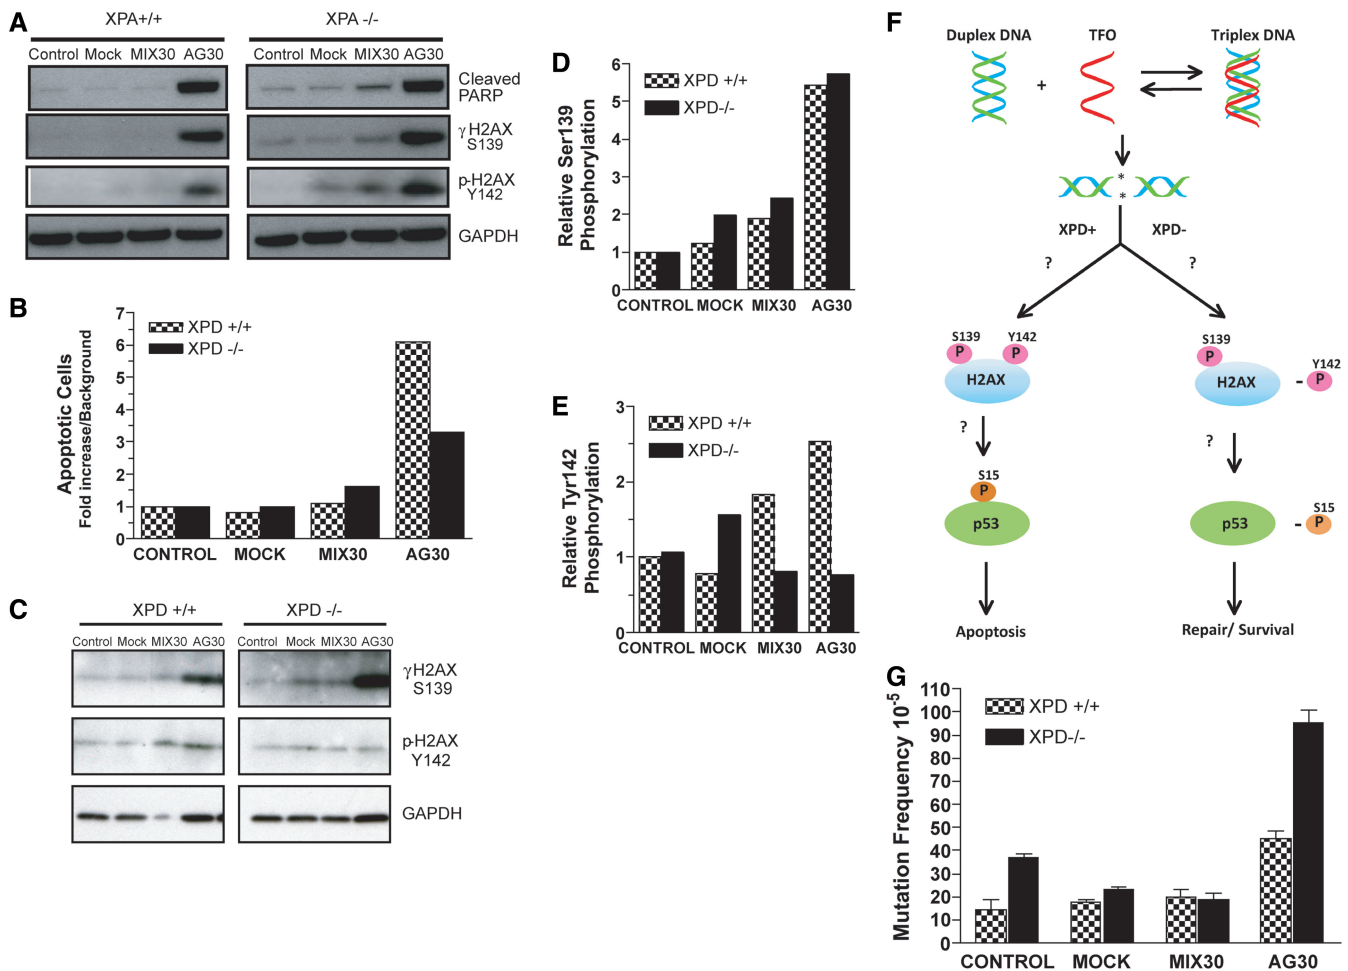 A
XPA+/+
XPA -/-
Control Mock MIX30 AG30
Control Mock MIX30 AG30
Cleaved
PARP
γH2AX
S139
p-H2AX
Y142
GAPDH
B
Apoptotic Cells
Fold increase/Background
7
6
5
4
3
2
1
0
XPD +/+
XPD -/-
CONTROL MOCK MIX30 AG30
C
XPD +/+
XPD -/-
Control Mock MIX30 AG30
Control Mock MIX30 AG30
γH2AX
S139
p-H2AX
Y142
GAPDH
D
Relative Ser139
Phosphorylation
6
5
4
3
2
1
0
XPD +/+
XPD-/-
CONTROL MOCK MIX30 AG30
E
Relative Tyr142
Phosphorylation
3
2
1
0
XPD +/+
XPD-/-
CONTROL MOCK MIX30 AG30
F
Duplex DNA
TFO
Triplex DNA
+
*
*
XPD+
XPD-
?
?
S139
Y142
P
P
H2AX
S139
P
H2AX
-
Y142
P
?
?
S15
P
p53
p53
-
S15
P
Apoptosis
Repair/ Survival
G
Mutation Frequency 10-5
110
100
90
80
70
60
50
40
30
20
10
0
XPD +/+
XPD-/-
CONTROL MOCK MIX30 AG30